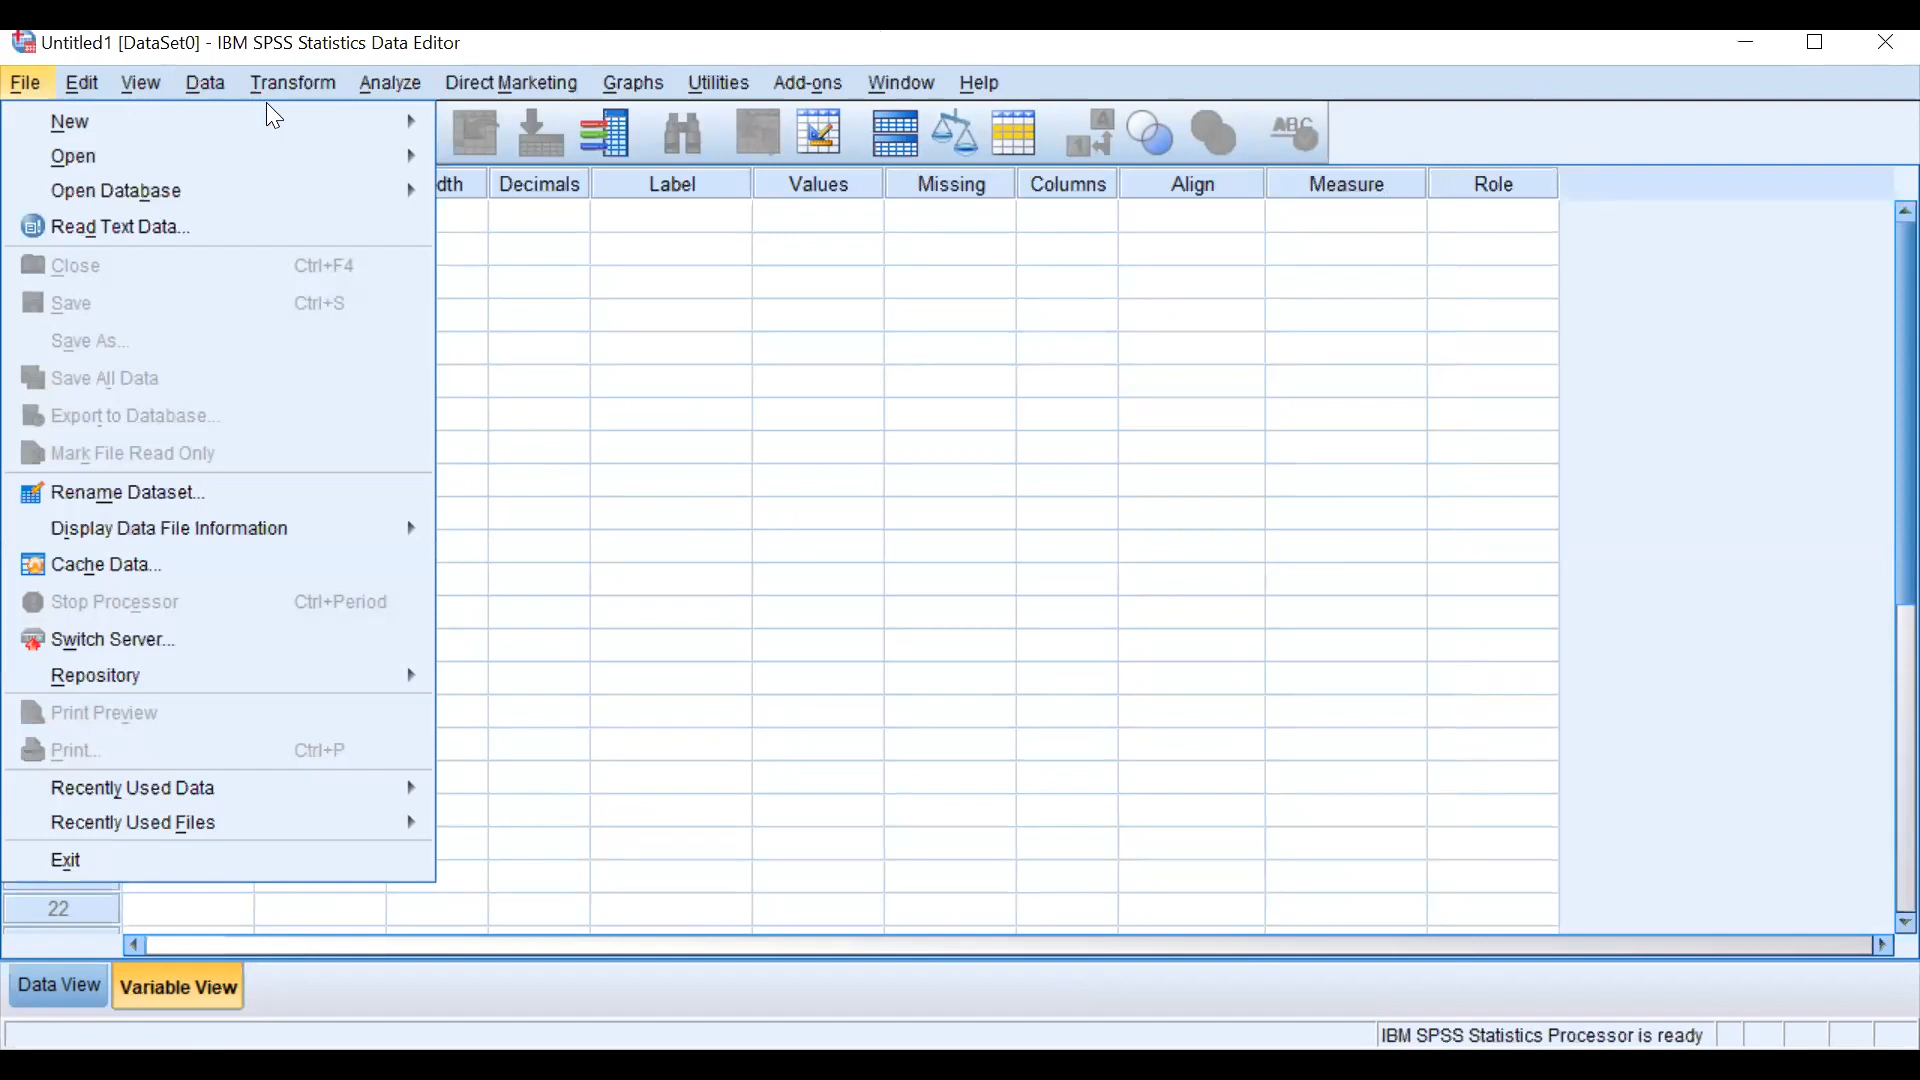 Untitled1 [DataSet0] - IBM SPSS Statistics Data Editor
File Edit View Data Transform Analyze Direct Marketing Graphs Utilities Add-ons Window Help
New
Open
Open Database
Read Text Data...
Close Ctrl+F4
Save Ctrl+S
Save As...
Save All Data
Export to Database...
Mark File Read Only
Rename Dataset...
Display Data File Information
Cache Data...
Stop Processor Ctrl+Period
Switch Server...
Repository
Print Preview
Print... Ctrl+P
Recently Used Data
Recently Used Files
Exit
A
1
ABC
dth Decimals Label Values Missing Columns Align Measure Role
22
Data View Variable View
IBM SPSS Statistics Processor is ready